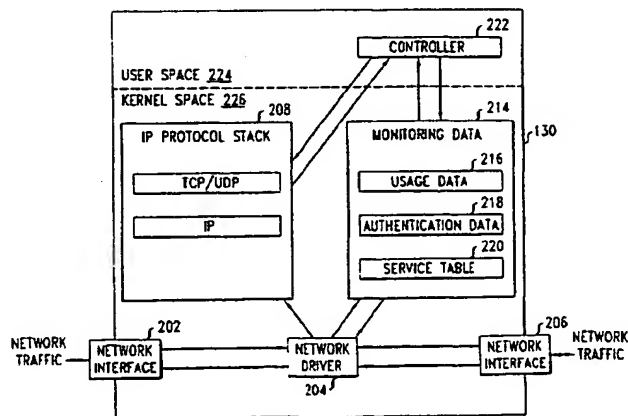 222
CONTROLLER
USER SPACE 224
KERNEL SPACE 226
208
214
IP PROTOCOL STACK
MONITORING DATA
130
216
TCP/UDP
USAGE DATA
218
IP
AUTHENTICATION DATA
220
SERVICE TABLE
202
206
NETWORK
TRAFFIC
NETWORK
INTERFACE
NETWORK
DRIVER
204
NETWORK
INTERFACE
NETWORK
TRAFFIC